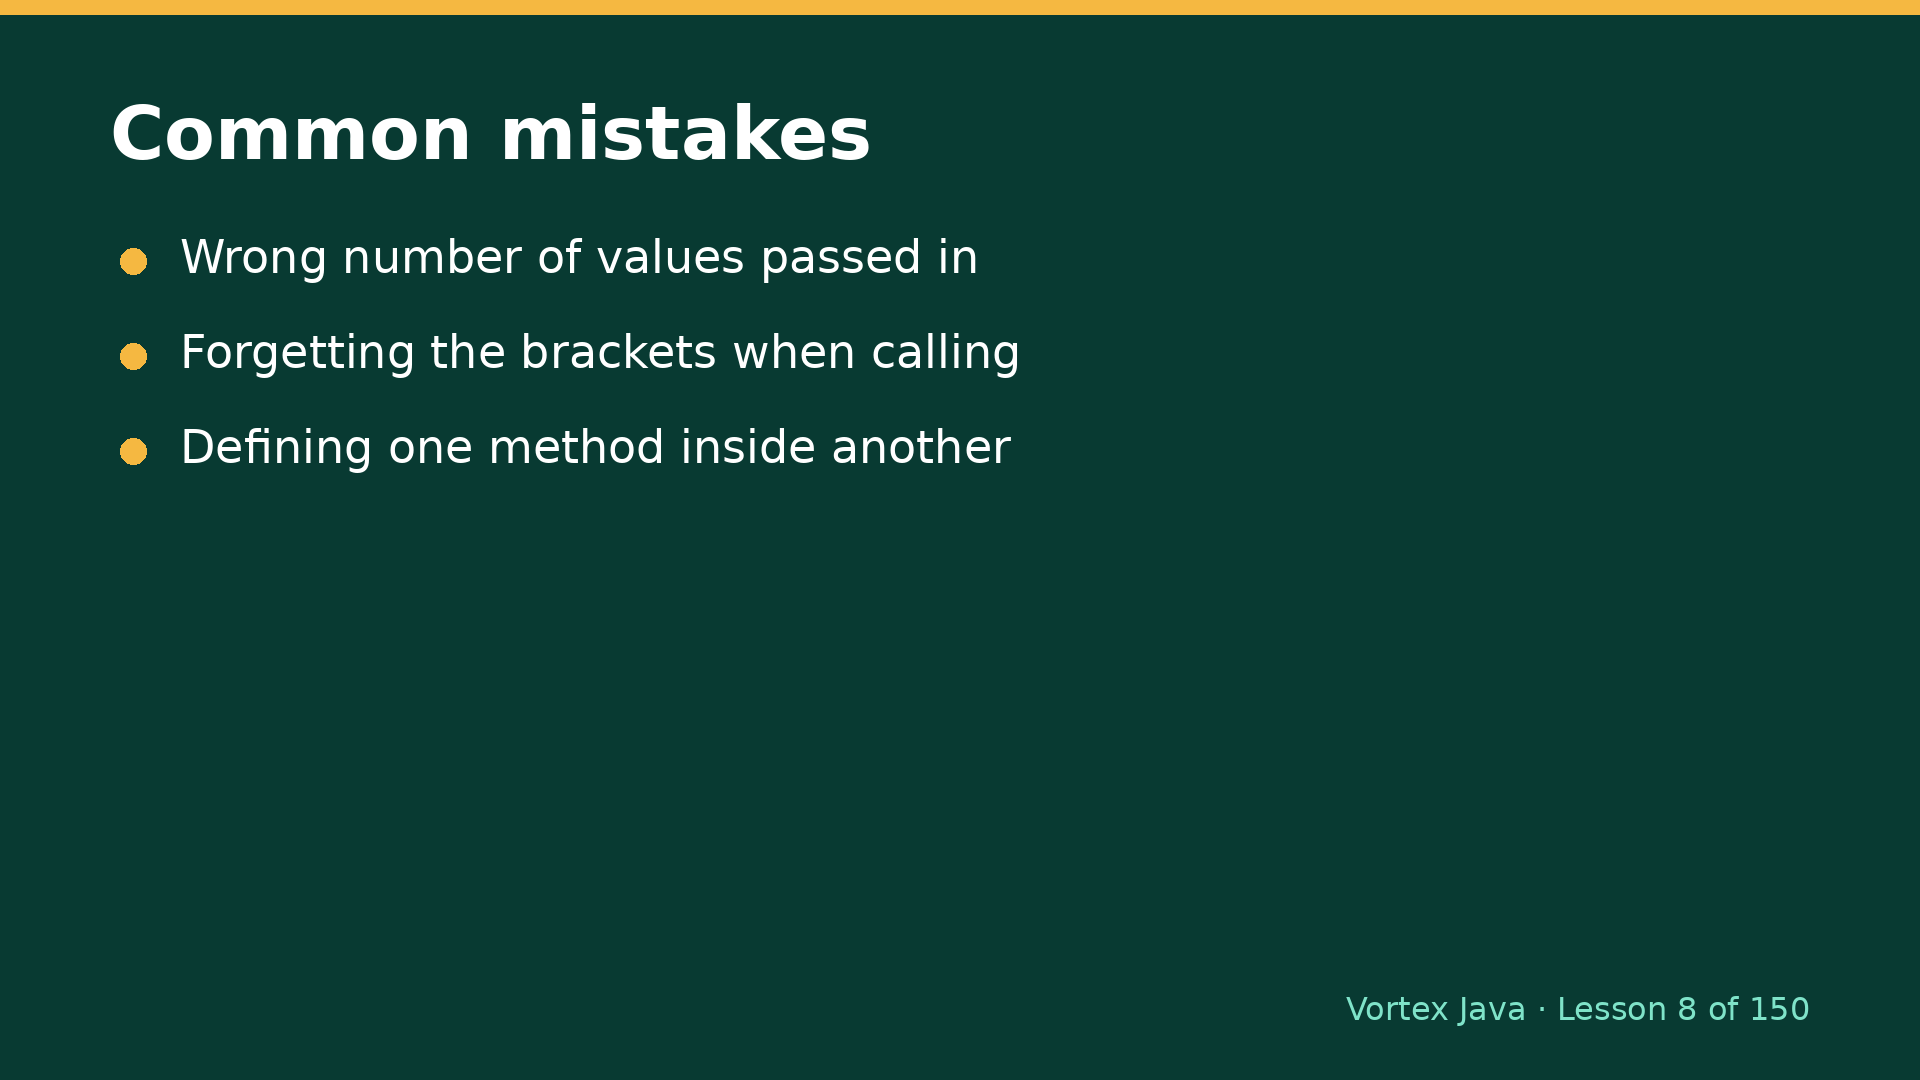 Common mistakes
Wrong number of values passed in
Forgetting the brackets when calling
Defining one method inside another
Vortex Java · Lesson 8 of 150